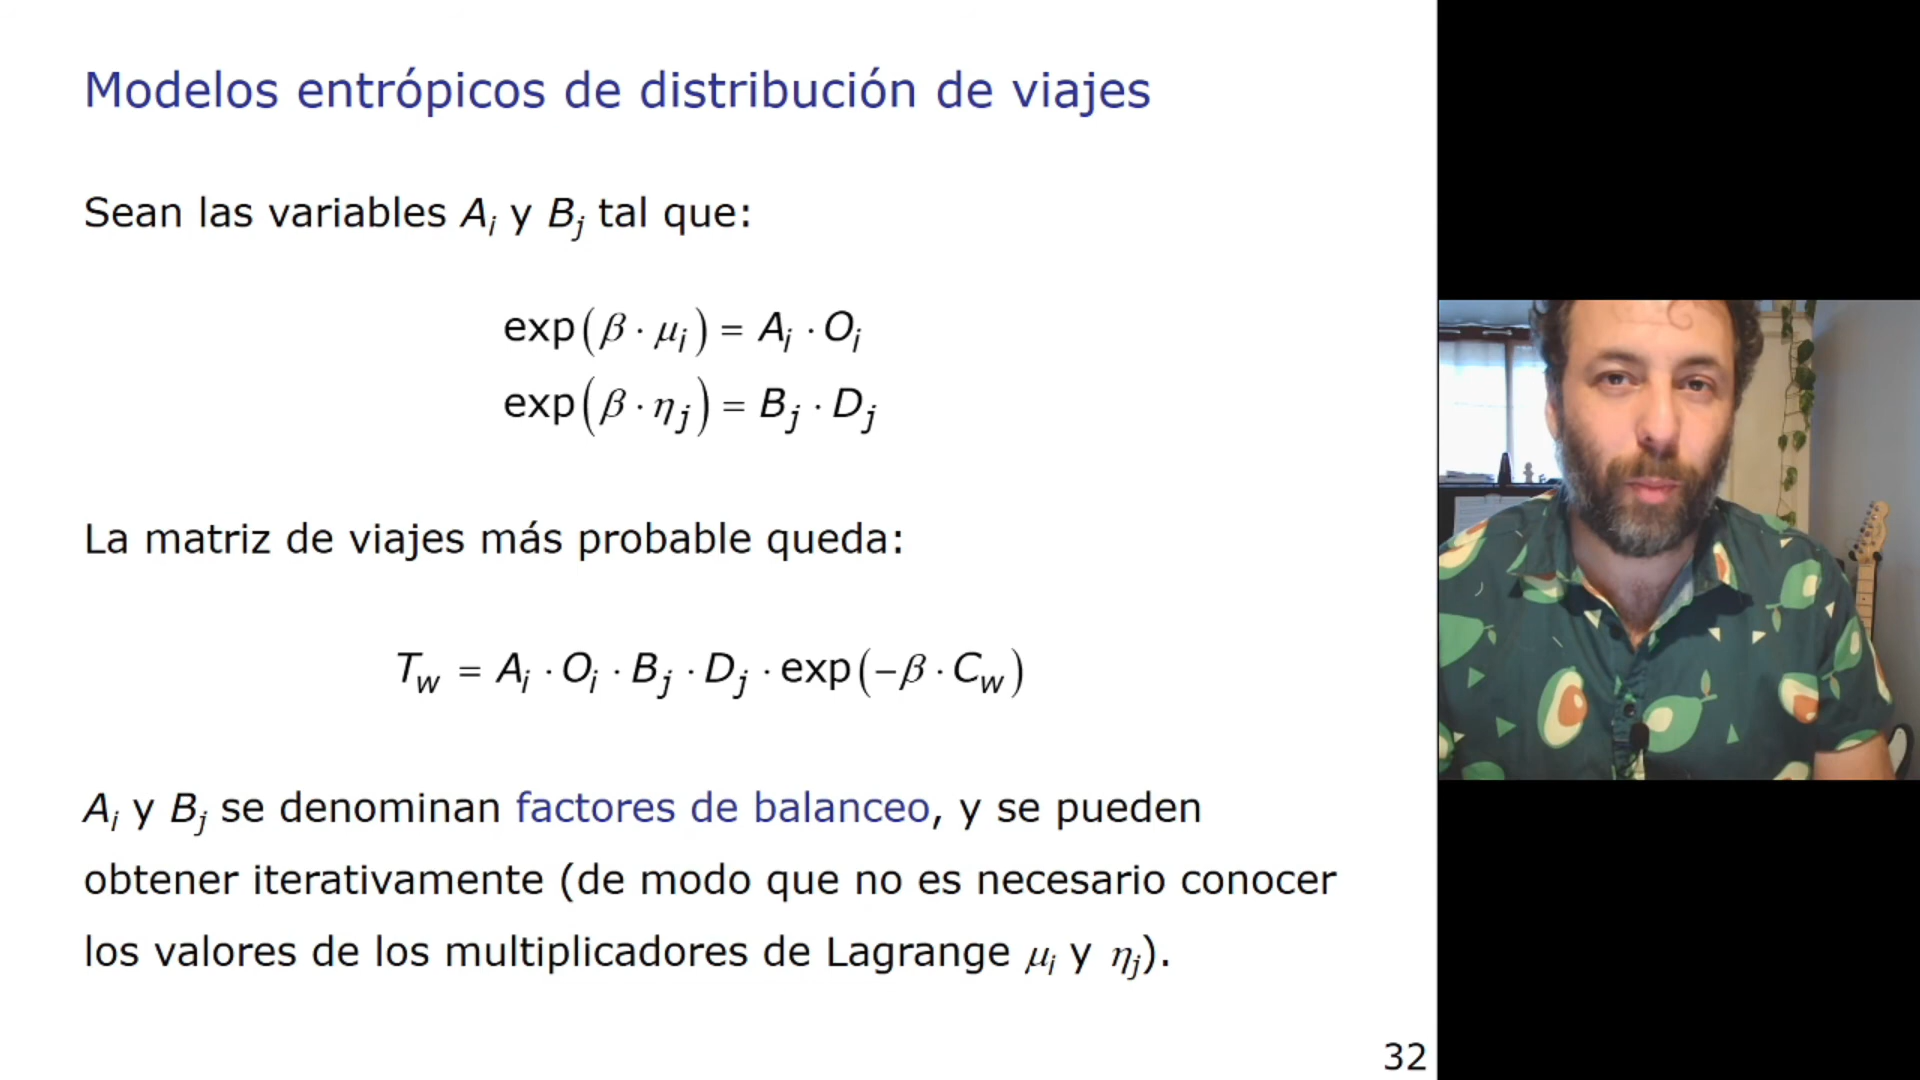 Modelos entrópicos de distribución de viajes
Sean las variables A_i y B_j tal que:
exp(β · μ_i) = A_i · O_i
exp(β · η_j) = B_j · D_j
La matriz de viajes más probable queda:
T_w = A_i · O_i · B_j · D_j · exp(−β · C_w)
A_i y B_j se denominan factores de balanceo, y se pueden
obtener iterativamente (de modo que no es necesario conocer
los valores de los multiplicadores de Lagrange μ_i y η_j).
32